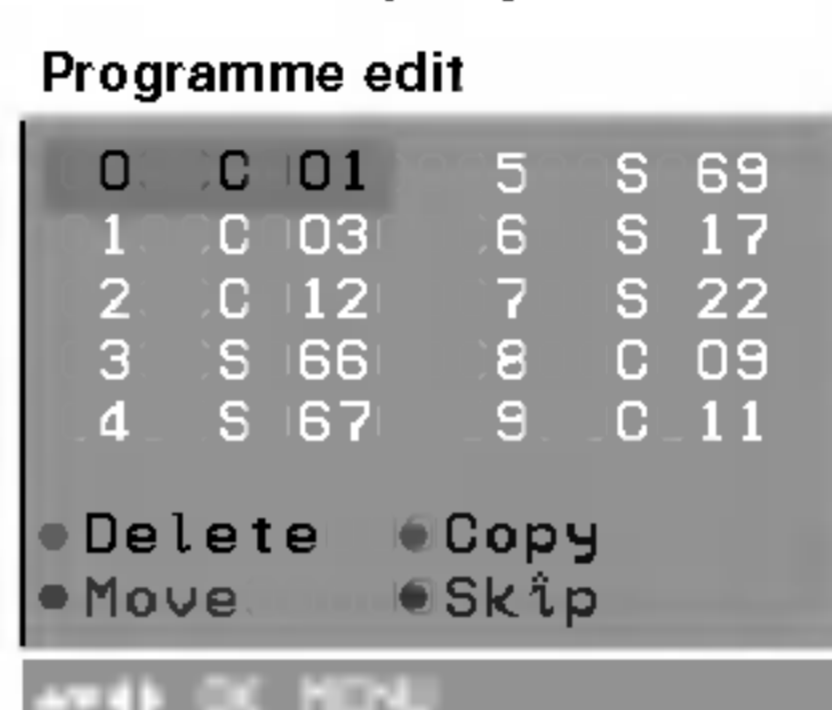 Programme edit
0 C 01 5 S 69
1 C 03 6 S 17
2 C 12 7 S 22
3 S 66 8 C 09
4 S 67 9 C 11
Delete Copy
Move Skip
OK MENU